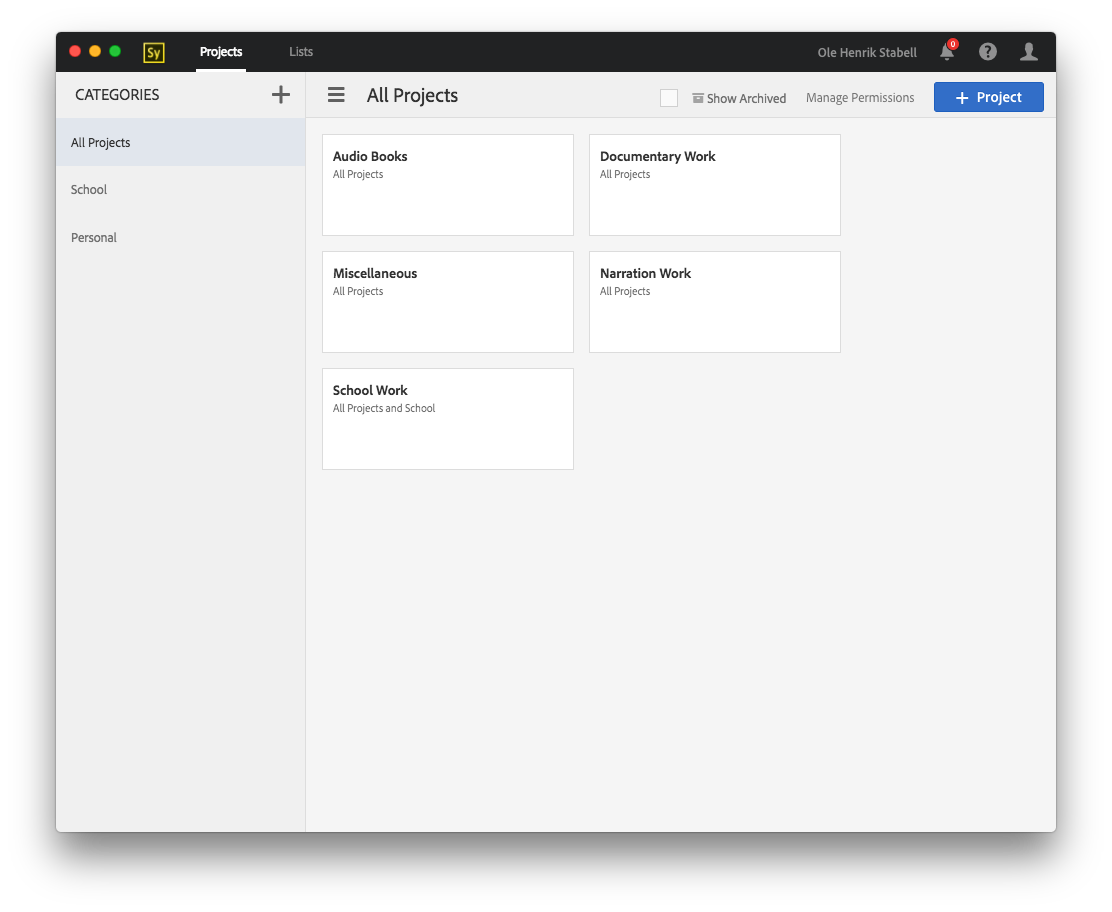 Sy
Projects
Lists
Ole Henrik Stabell
0
?
CATEGORIES
+
All Projects
Show Archived
Manage Permissions
+ Project
All Projects
School
Personal
Audio Books
All Projects
Documentary Work
All Projects
Miscellaneous
All Projects
Narration Work
All Projects
School Work
All Projects and School